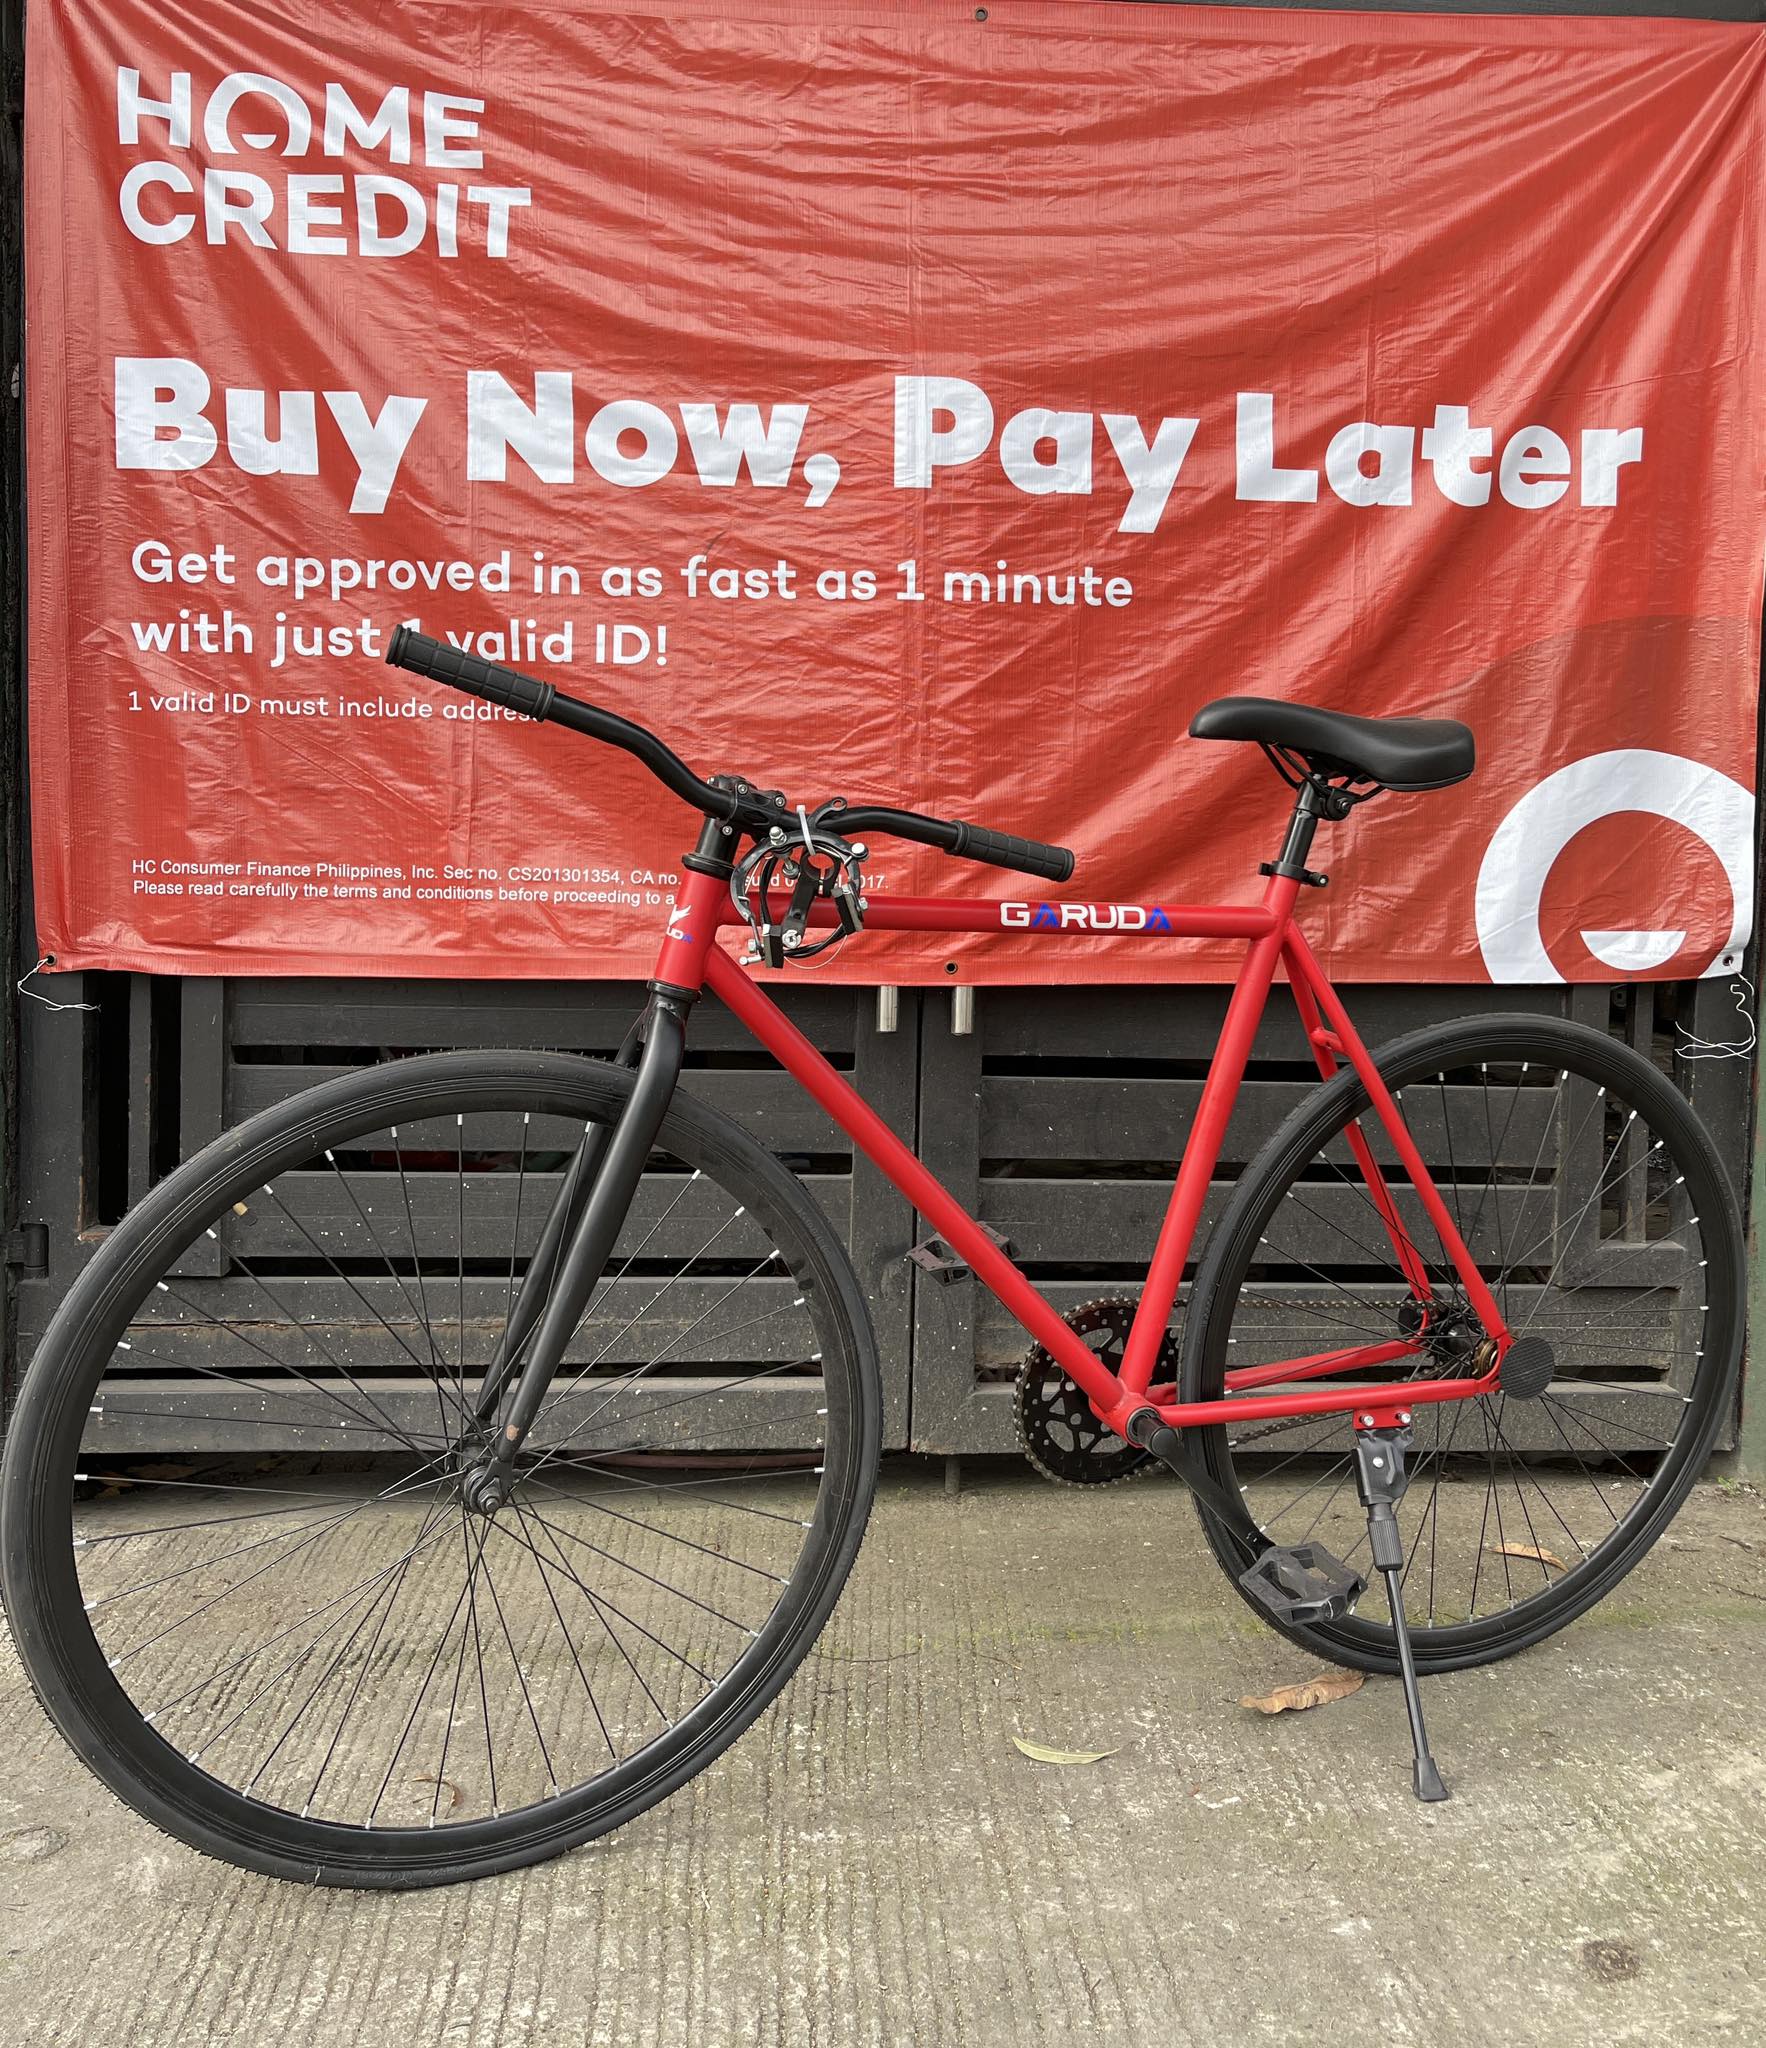 HOME
CREDIT
Buy Now, Pay Later
Get approved in as fast as 1 minute
with just 1 valid ID!
1 valid ID must include
HC Consumer Finance Philippines, Inc. Sec no. CS201301354, CA no.
Please read carefully the terms and conditions before proceeding to
GARUDA